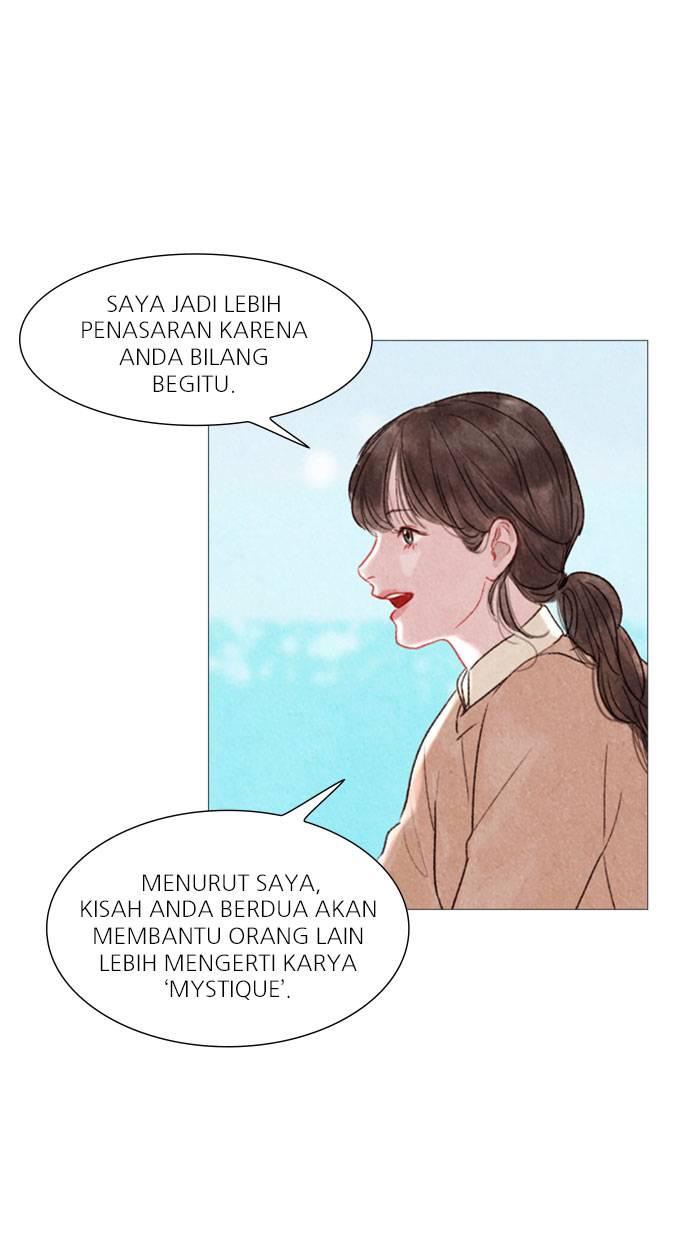 SAYA JADI LEBIH
PENASARAN KARENA
ANDA BILANG
BEGITU.
MENURUT SAYA,
KISAH ANDA BERDUA AKAN
MEMBANTU ORANG LAIN
LEBIH MENGERTI KARYA
‘MYSTIQUE’.